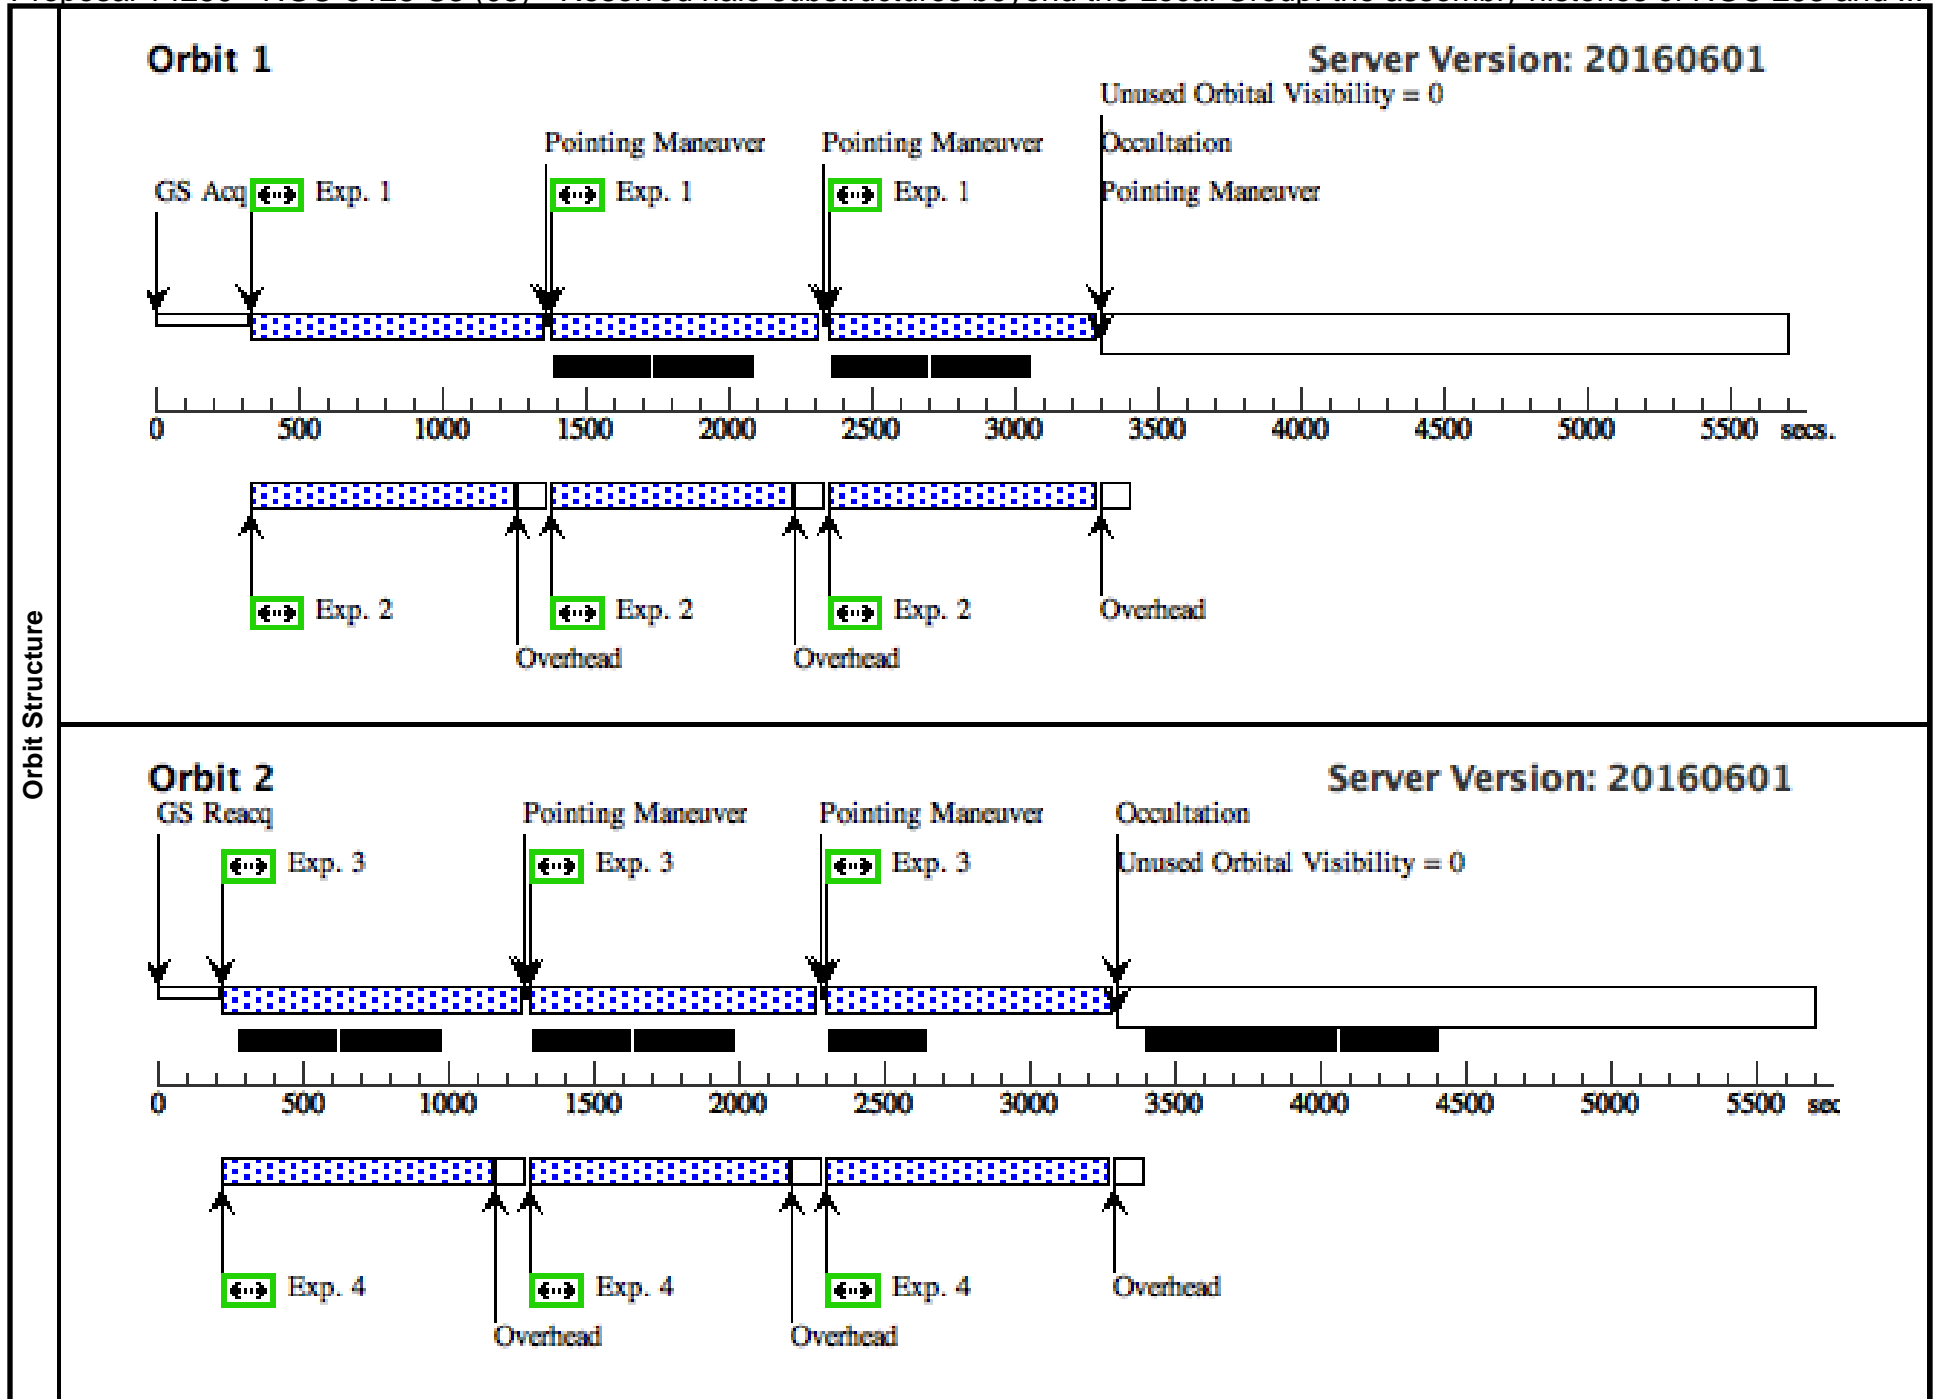 Orbit Structure
Orbit 1
Server Version: 20160601
Unused Orbital Visibility = 0
Pointing Maneuver
Pointing Maneuver
Occultation
GS Acq
Exp. 1
Exp. 1
Exp. 1
Pointing Maneuver
0 500 1000 1500 2000 2500 3000 3500 4000 4500 5000 5500 secs.
Exp. 2
Exp. 2
Exp. 2
Overhead
Overhead
Overhead
Orbit 2
Server Version: 20160601
GS Reacq
Pointing Maneuver
Pointing Maneuver
Occultation
Exp. 3
Exp. 3
Exp. 3
Unused Orbital Visibility = 0
0 500 1000 1500 2000 2500 3000 3500 4000 4500 5000 5500 sec
Exp. 4
Exp. 4
Exp. 4
Overhead
Overhead
Overhead